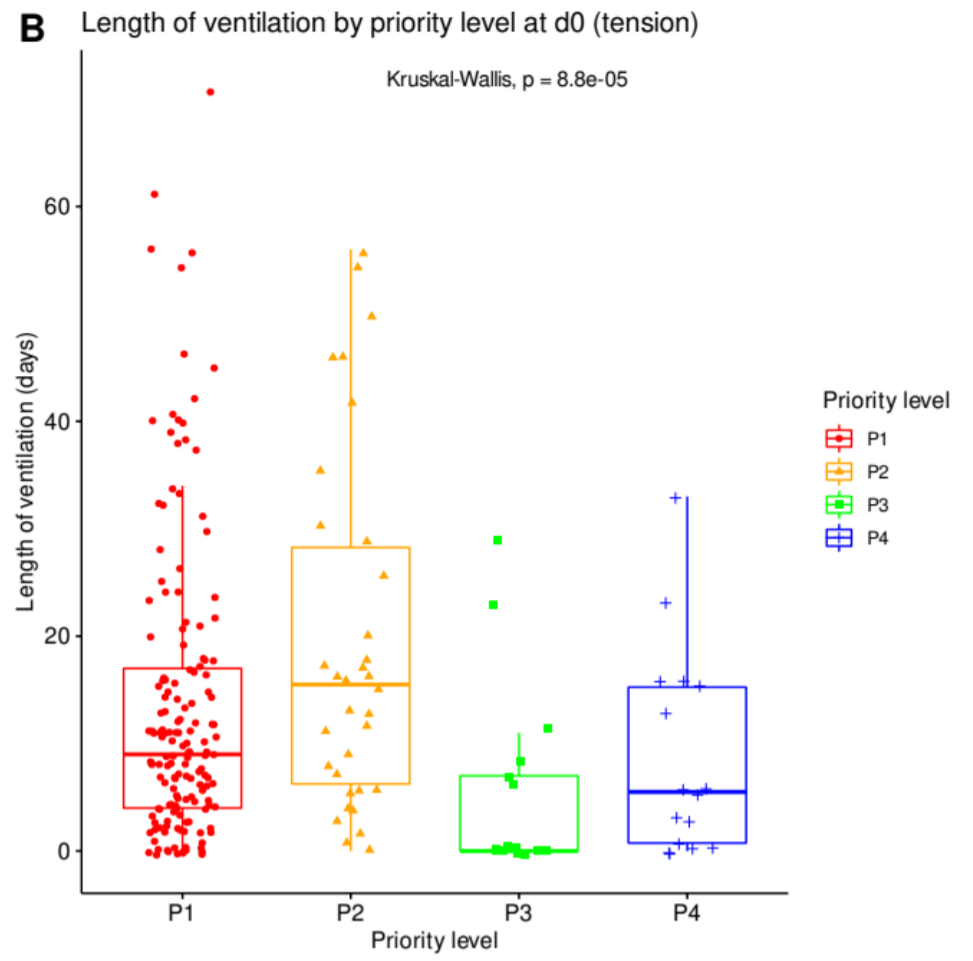 B Length of ventilation by priority level at d0 (tension)
Kruskal-Wallis, p = 8.8e-05
Length of ventilation (days)
60
40
20
0
P1 P2 P3 P4
Priority level
Priority level
P1
P2
P3
P4